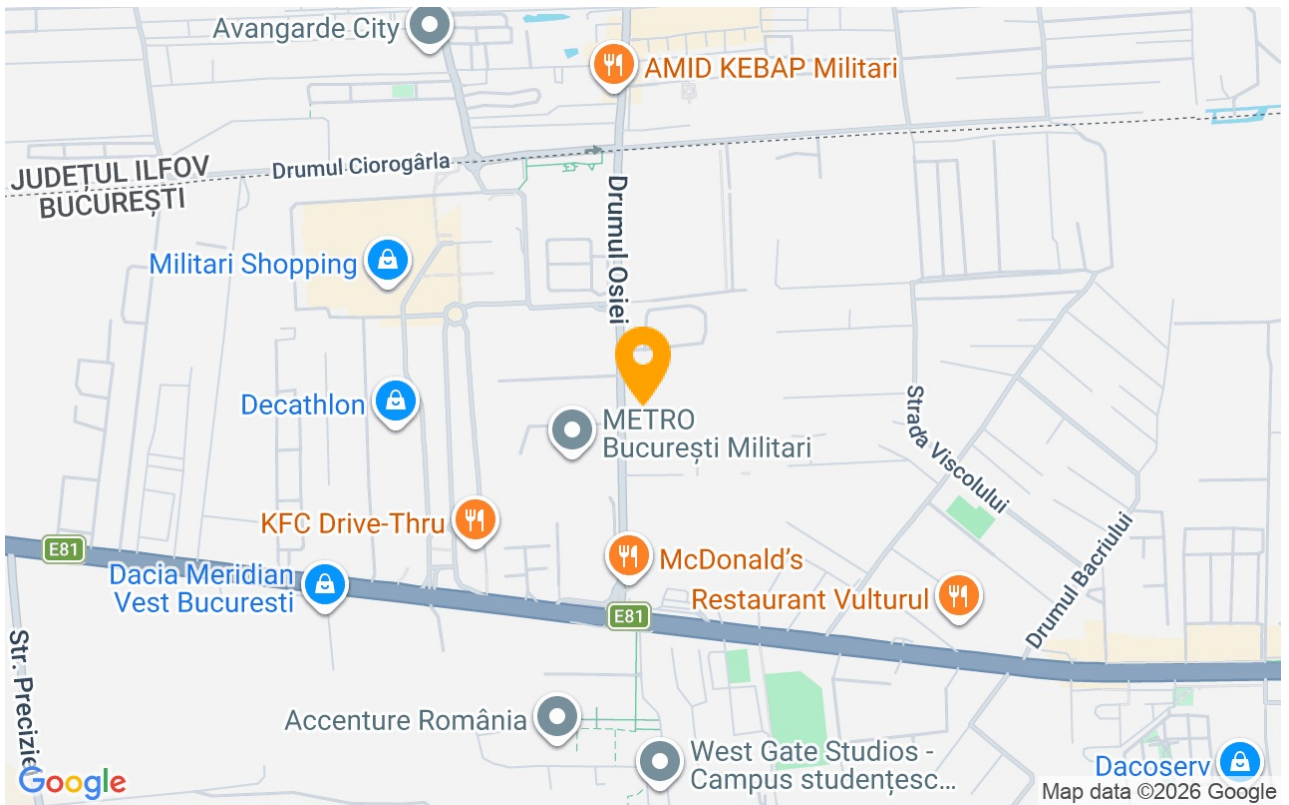 Avangarde City
AMID KEBAP Militari
JUDEȚUL ILFOV
BUCUREȘTI
Drumul Ciorogârla
Drumul Osiei
Militari Shopping
Decathlon
METRO
București Militari
Strada Viscolului
KFC Drive-Thru
E81
Dacia Meridian
Vest Bucuresti
McDonald's
Restaurant Vulturul
E81
Drumul Bacriului
Str. Preciziei
Accenture România
West Gate Studios -
Campus studențesc...
Dacoserv
Google
Map data ©2026 Google